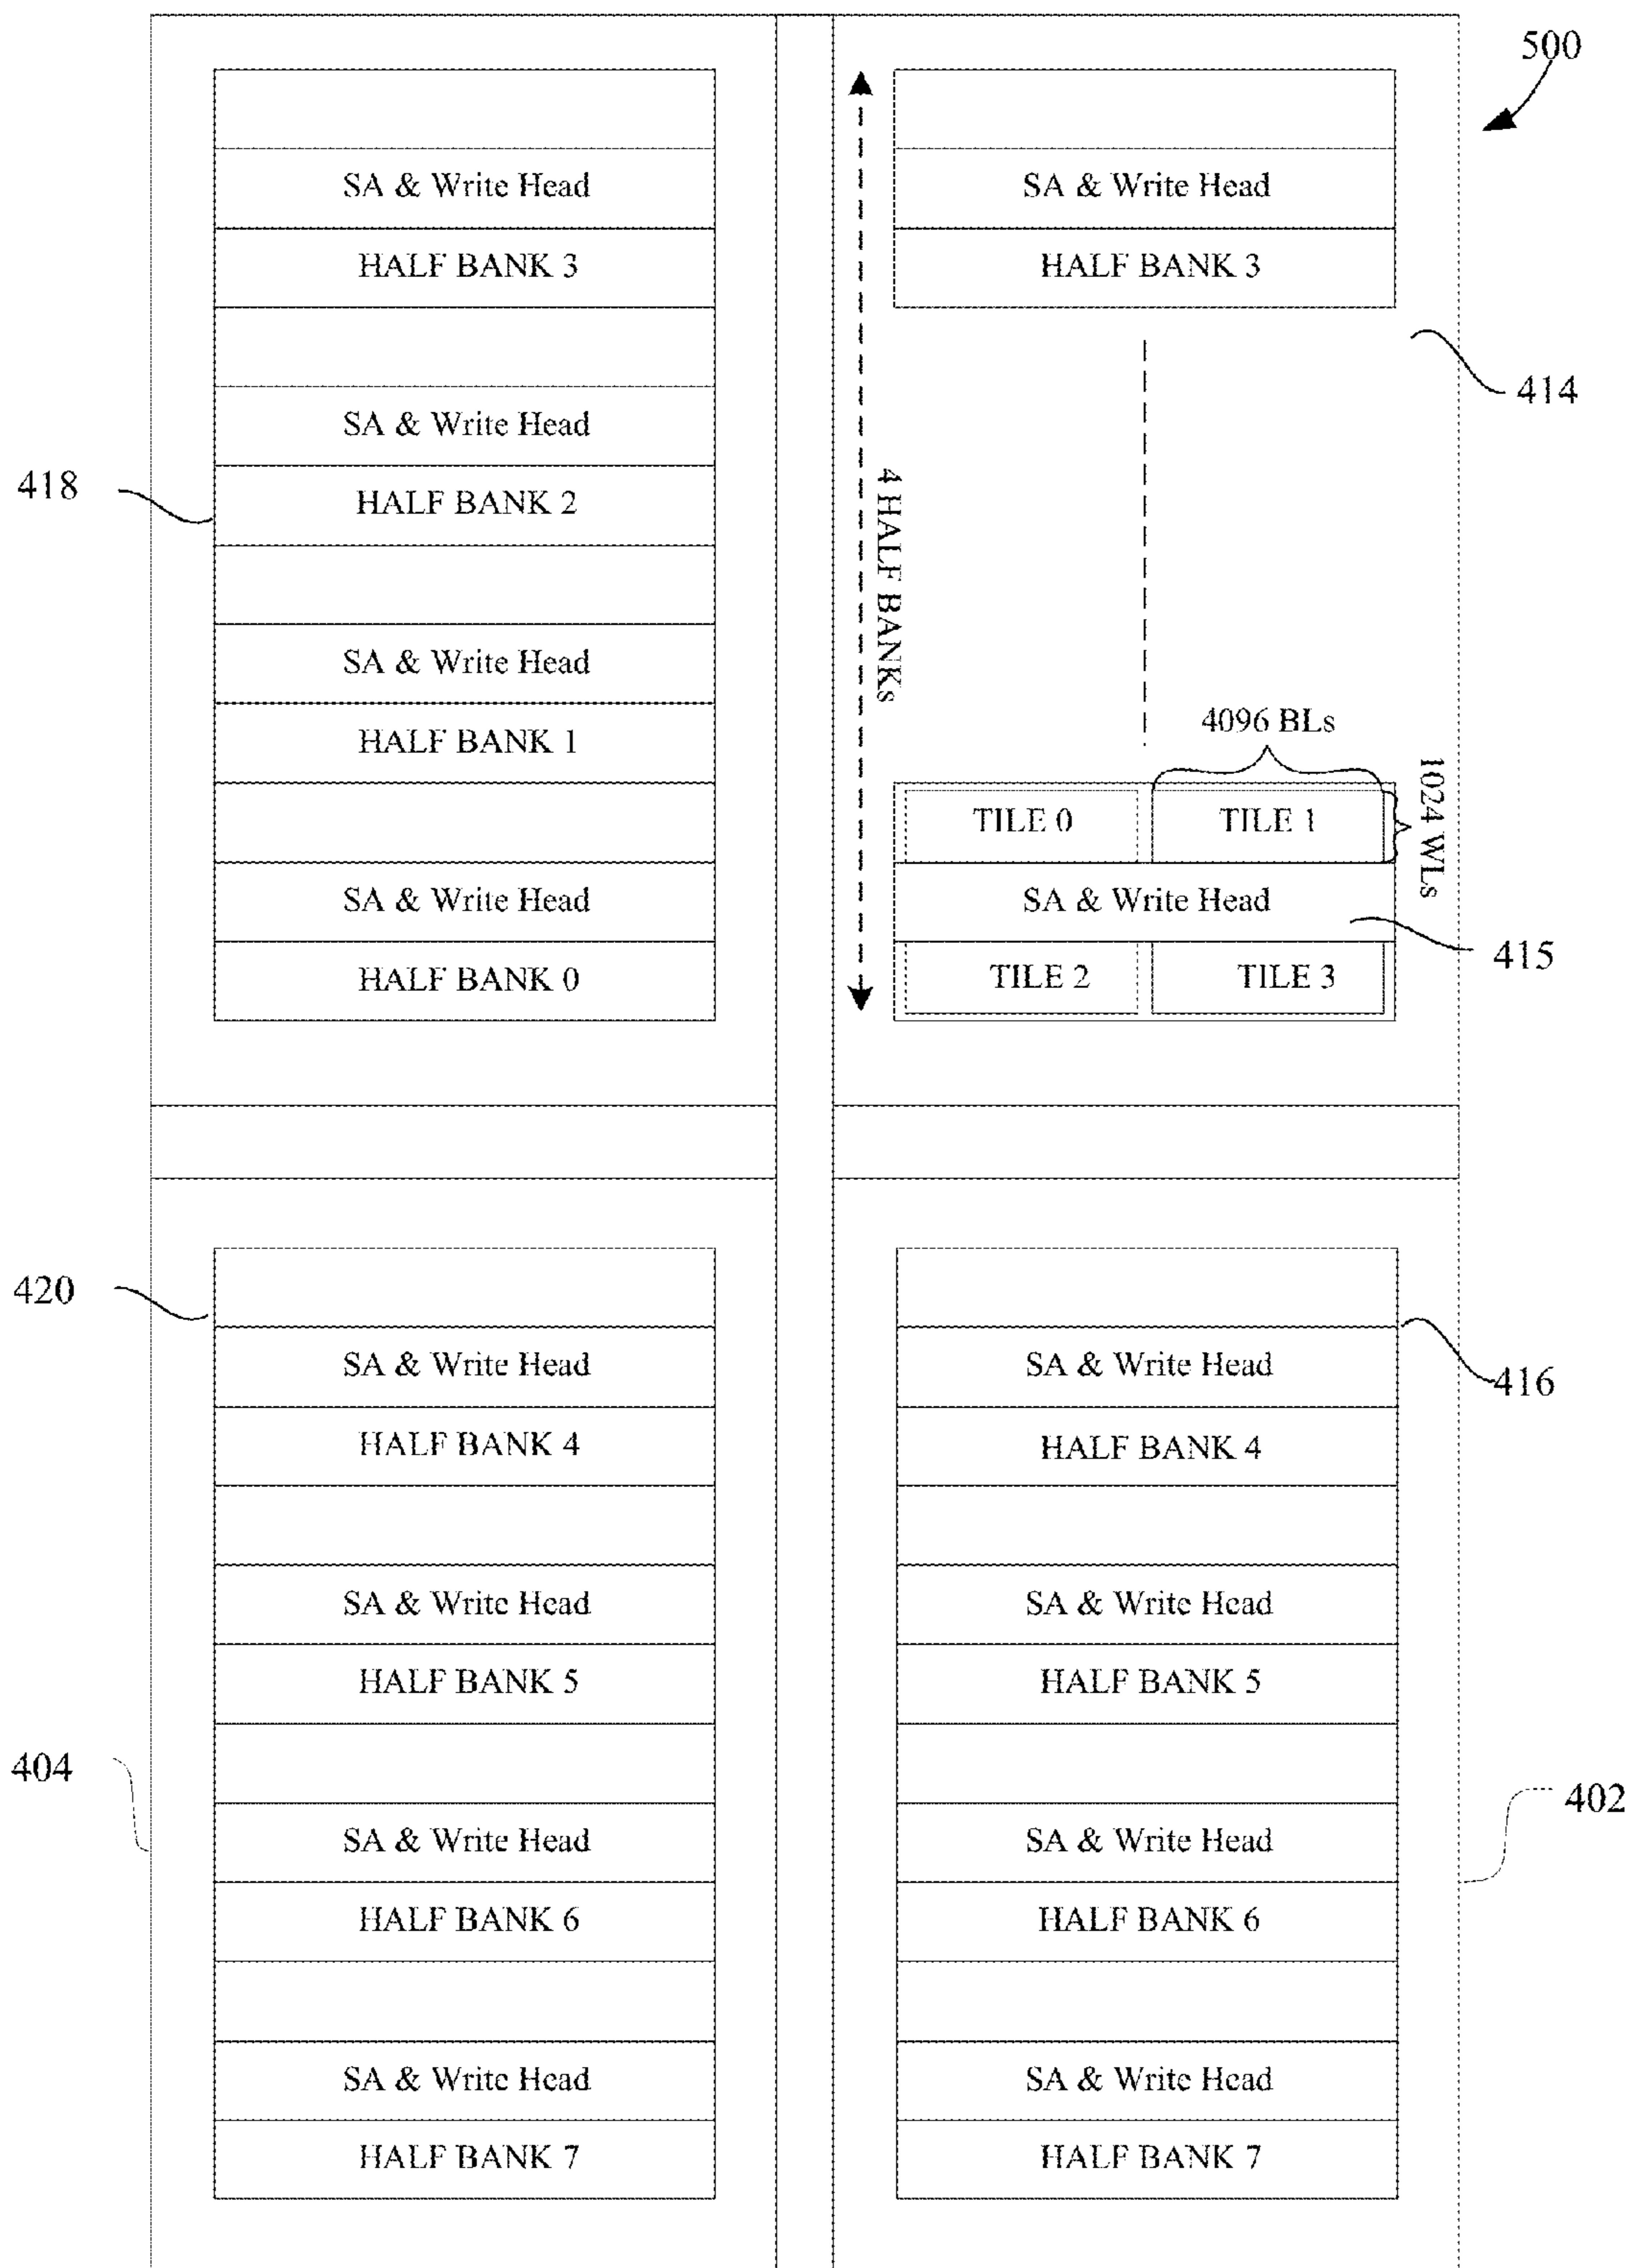 500
SA & Write Head
HALF BANK 3
SA & Write Head
HALF BANK 2
SA & Write Head
HALF BANK 1
SA & Write Head
HALF BANK 0
418
SA & Write Head
HALF BANK 3
414
4 HALF BANKs
4096 BLs
1024 WLs
TILE 0
TILE 1
SA & Write Head
415
TILE 2
TILE 3
420
SA & Write Head
HALF BANK 4
SA & Write Head
HALF BANK 5
SA & Write Head
HALF BANK 6
SA & Write Head
HALF BANK 7
404
SA & Write Head
416
HALF BANK 4
SA & Write Head
HALF BANK 5
SA & Write Head
402
HALF BANK 6
SA & Write Head
HALF BANK 7